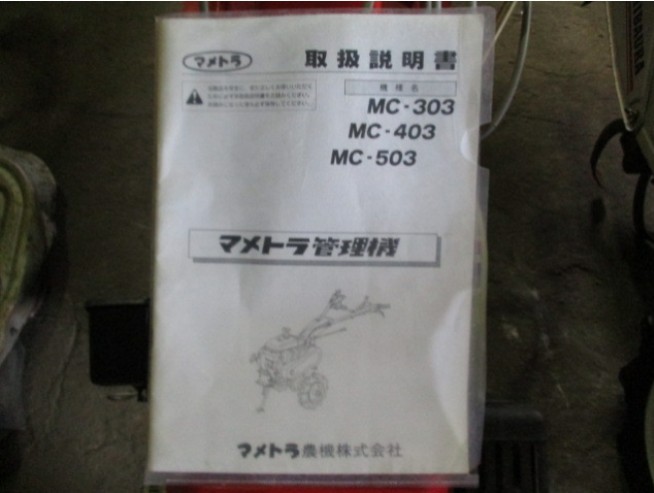 マメトラ
取扱説明書
機種名
MC-303
MC-403
MC-503
マメトラ管理機
マメトラ農機株式会社